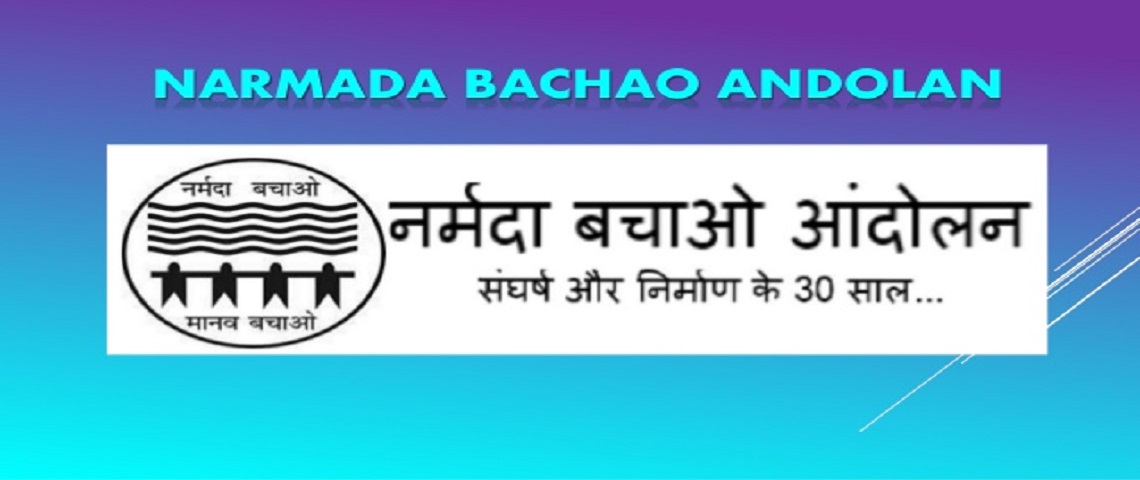 NARMADA BACHAO ANDOLAN
नर्मदा बचाओ
मानव बचाओ
नर्मदा बचाओ आंदोलन
संघर्ष और निर्माण के 30 साल...